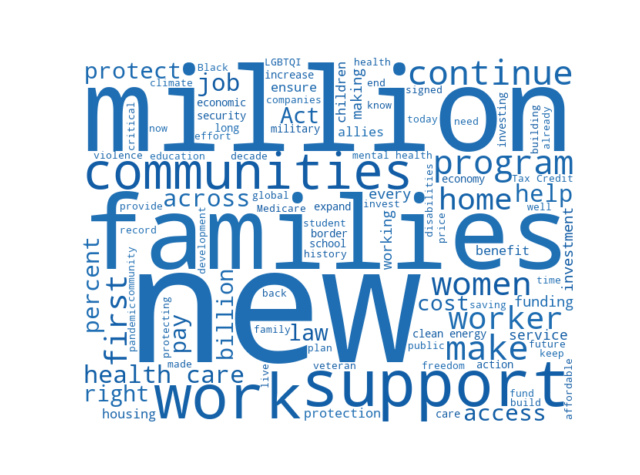 LGBTQI
health
protect
Black
climate
job
increase
ensure
children
making
end
signed
continue
million
critical
now
economic
security
effort
long
companies
Act
military
know
allies
today
need
investing
building
already
violence
education
decade
mental health
communities
program
economy
Tax Credit
disabilities
price
across
global
every
home
help
provide
Medicare
expand
invest
well
families
record
development
student
border
school
history
working
benefit
investment
percent
first
pandemic
community
protecting
pay
billion
new
back
women
time
cost
saving
funding
family
law
worker
plan
clean energy
public
service
make
future
keep
made
live
veteran
freedom
action
affordable
health care
right
work
support
fund
build
housing
protection
care
access